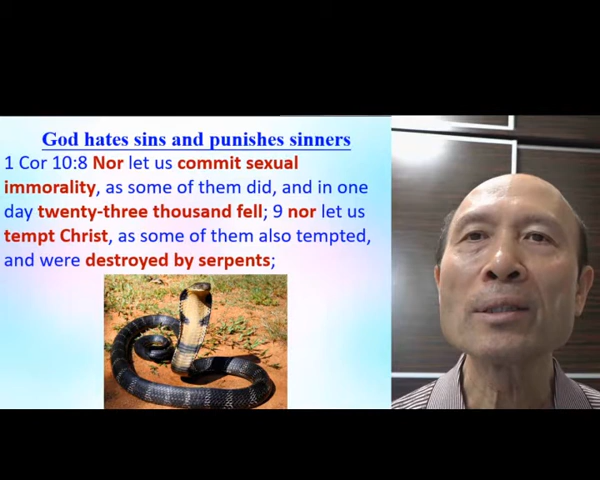 God hates sins and punishes sinners
1 Cor 10:8 Nor let us commit sexual
immorality, as some of them did, and in one
day twenty-three thousand fell; 9 nor let us
tempt Christ, as some of them also tempted,
and were destroyed by serpents;